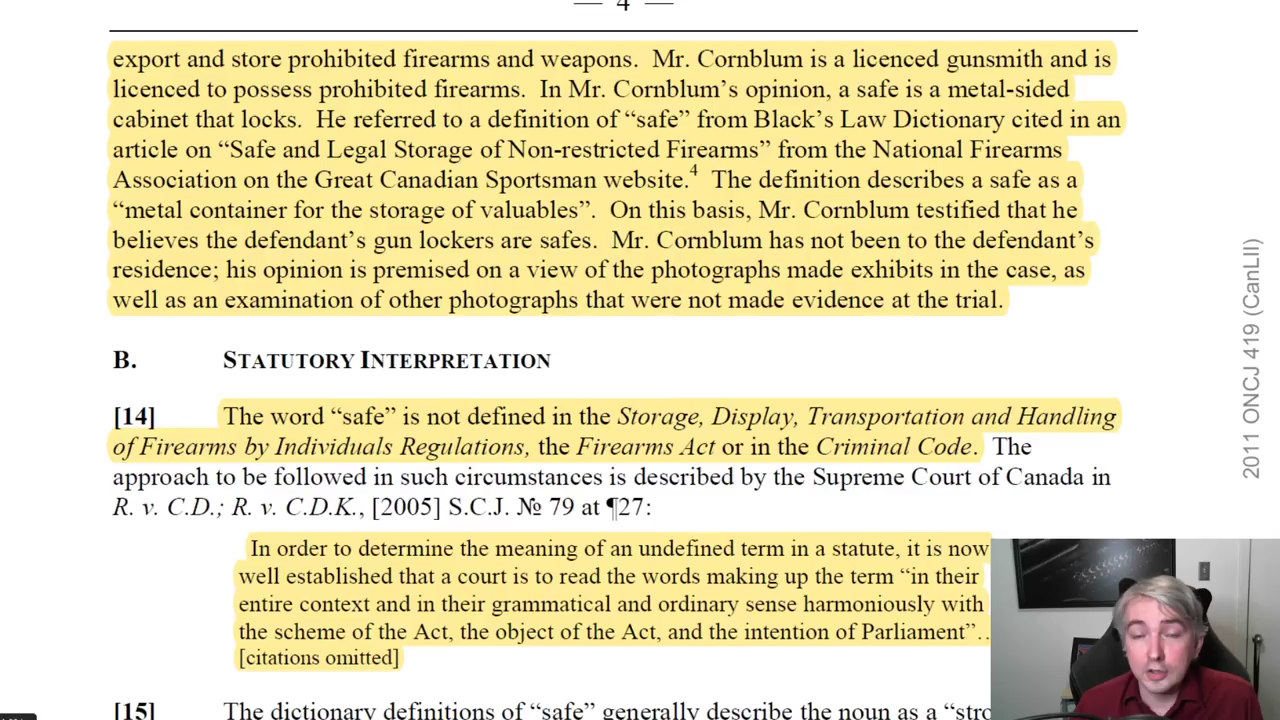 — 4 —
export and store prohibited firearms and weapons. Mr. Cornblum is a licenced gunsmith and is
licenced to possess prohibited firearms. In Mr. Cornblum’s opinion, a safe is a metal-sided
cabinet that locks. He referred to a definition of “safe” from Black’s Law Dictionary cited in an
article on “Safe and Legal Storage of Non-restricted Firearms” from the National Firearms
Association on the Great Canadian Sportsman website.4 The definition describes a safe as a
“metal container for the storage of valuables”. On this basis, Mr. Cornblum testified that he
believes the defendant’s gun lockers are safes. Mr. Cornblum has not been to the defendant’s
residence; his opinion is premised on a view of the photographs made exhibits in the case, as
well as an examination of other photographs that were not made evidence at the trial.
B. STATUTORY INTERPRETATION
[14] The word “safe” is not defined in the Storage, Display, Transportation and Handling
of Firearms by Individuals Regulations, the Firearms Act or in the Criminal Code. The
approach to be followed in such circumstances is described by the Supreme Court of Canada in
R. v. C.D.; R. v. C.D.K., [2005] S.C.J. № 79 at ¶27:
In order to determine the meaning of an undefined term in a statute, it is now
well established that a court is to read the words making up the term “in their
entire context and in their grammatical and ordinary sense harmoniously with
the scheme of the Act, the object of the Act, and the intention of Parliament”..
[citations omitted]
[15] The dictionary definitions of “safe” generally describe the noun as a “stro
2011 ONCJ 419 (CanLII)